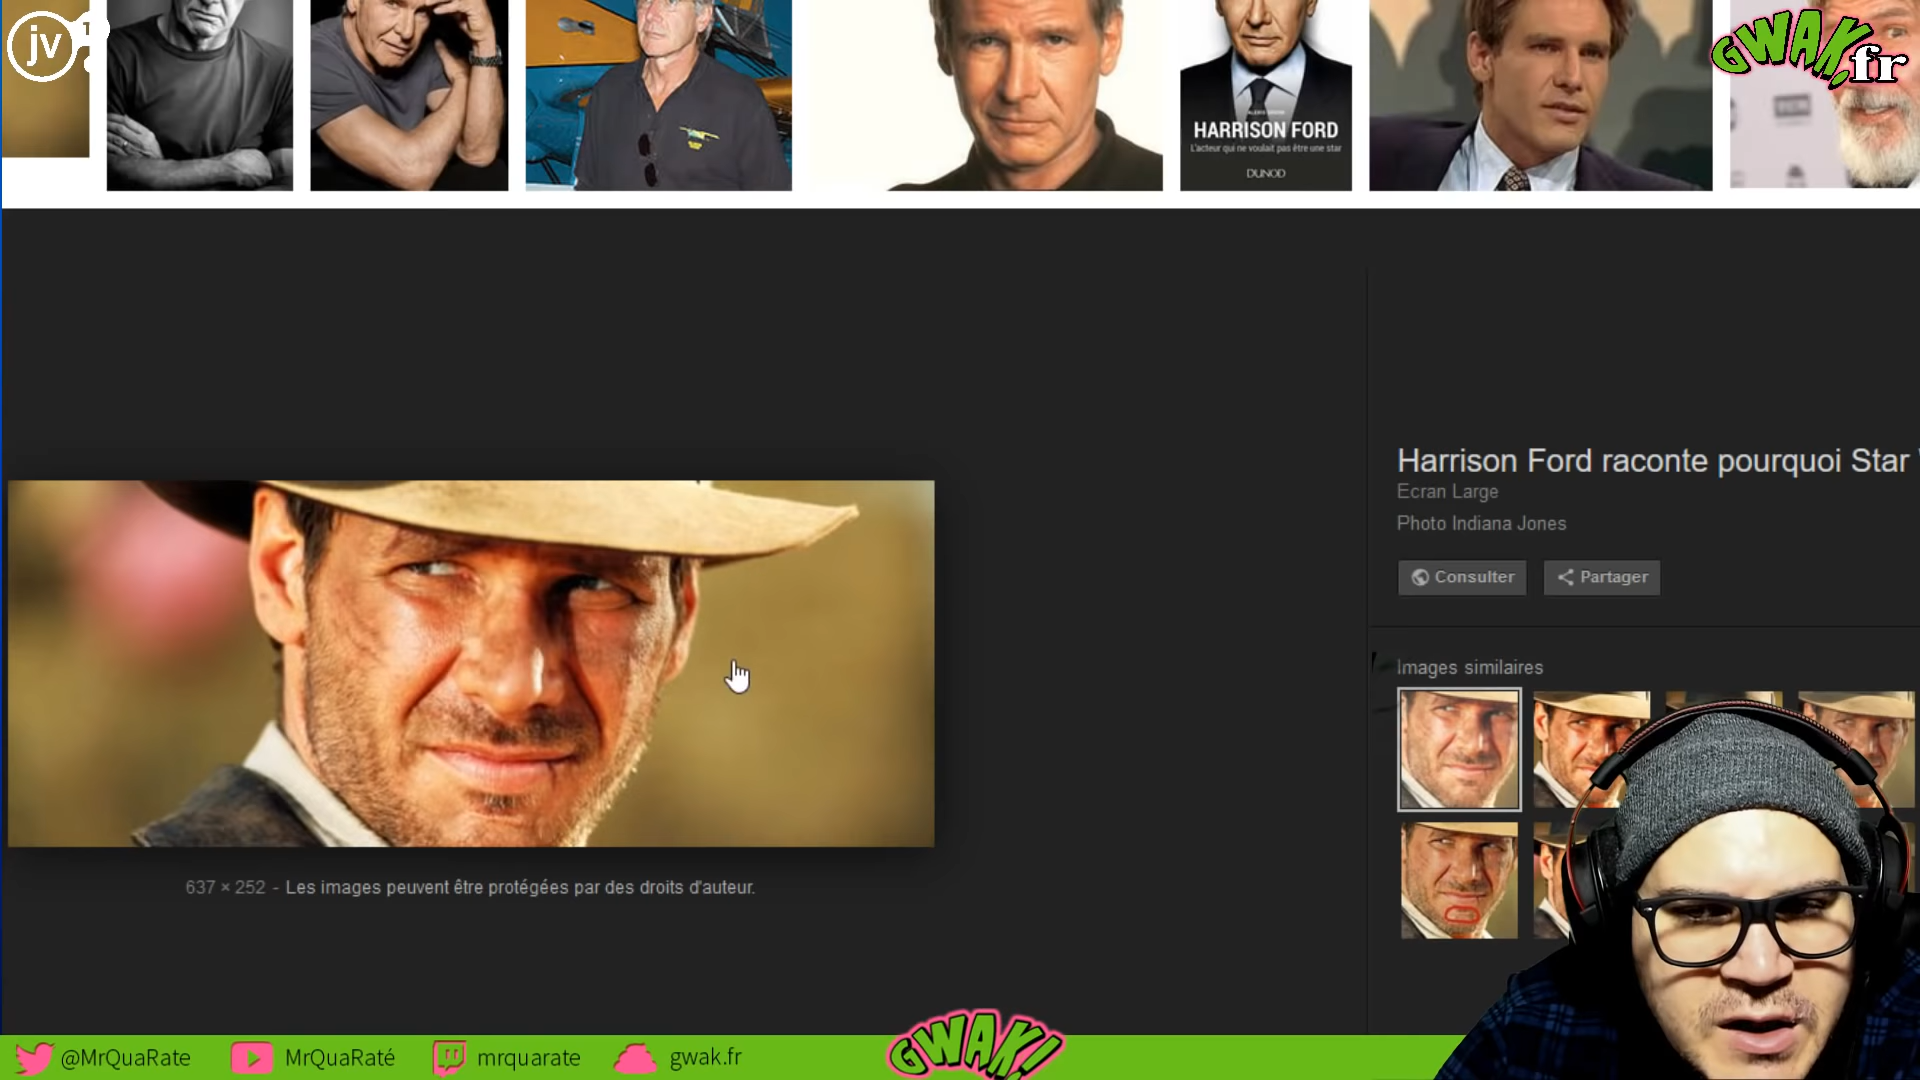 jv
GWAK.fr
HARRISON FORD
L'acteur qui ne voulait pas être une star
DUNOD
Harrison Ford raconte pourquoi Star
Ecran Large
Photo Indiana Jones
Consulter
Partager
Images similaires
637 × 252 - Les images peuvent être protégées par des droits d'auteur.
GWAK!
@MrQuaRate
MrQuaRaté
mrquarate
gwak.fr